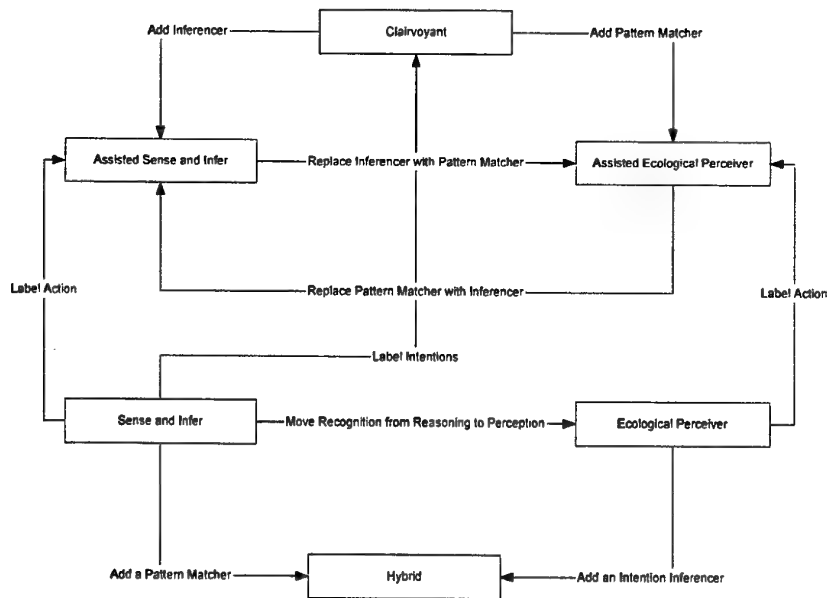 Add Inferencer
Clairvoyant
Add Pattern Matcher
Assisted Sense and Infer
Replace Inferencer with Pattern Matcher
Assisted Ecological Perceiver
Label Action
Replace Pattern Matcher with Inferencer
Label Action
Label Intentions
Sense and Infer
Move Recognition from Reasoning to Perception
Ecological Perceiver
Add a Pattern Matcher
Hybrid
Add an Intention Inferencer